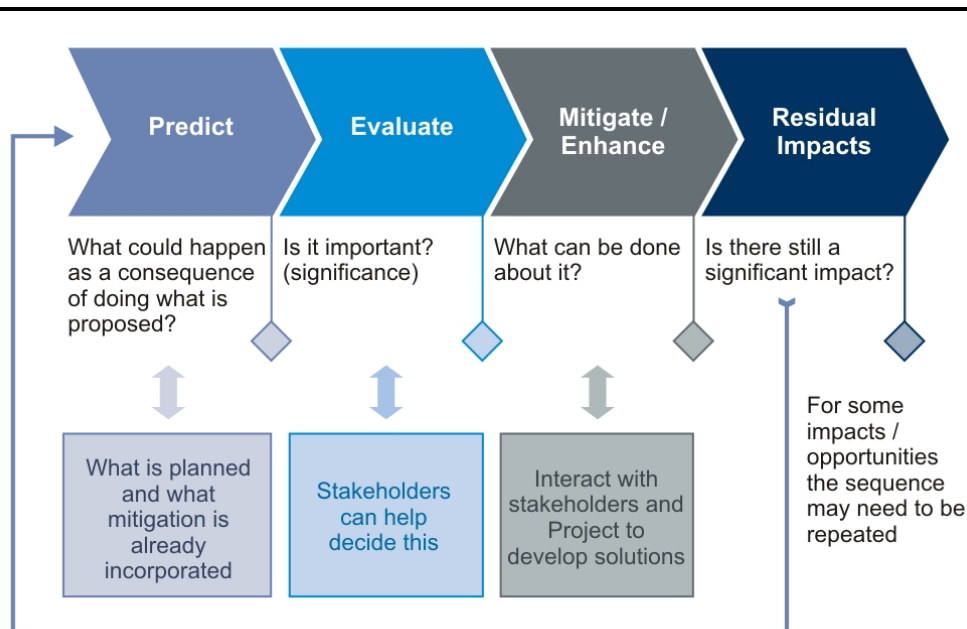 Predict
Evaluate
Mitigate /
Enhance
Residual
Impacts
What could happen
as a consequence
of doing what is
proposed?
Is it important?
(significance)
What can be done
about it?
Is there still a
significant impact?
What is planned
and what
mitigation is
already
incorporated
Stakeholders
can help
decide this
Interact with
stakeholders and
Project to
develop solutions
For some
impacts /
opportunities
the sequence
may need to be
repeated